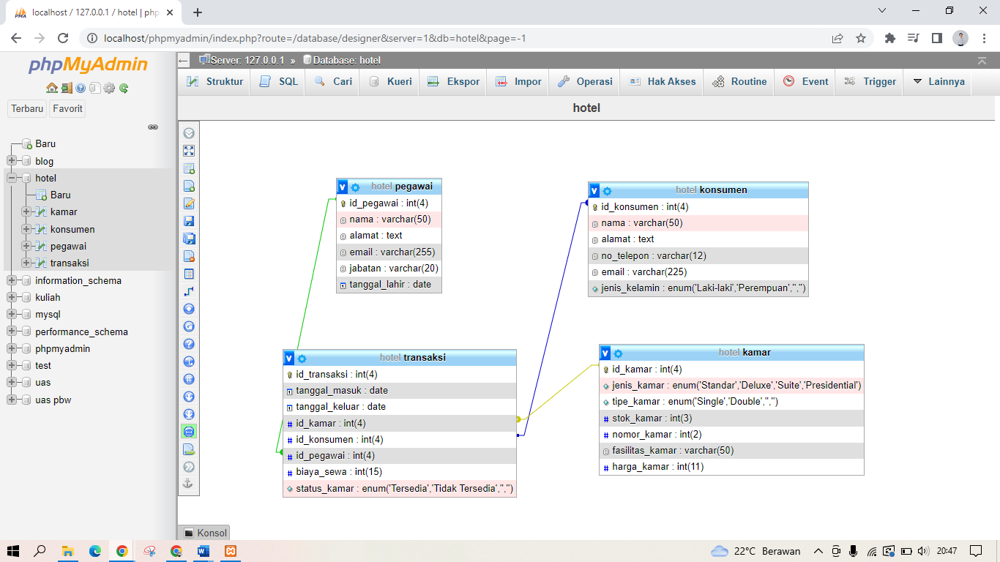 localhost / 127.0.0.1 / hotel | php
localhost/phpmyadmin/index.php?route=/database/designer&server=1&db=hotel&page=-1
phpMyAdmin
Terbaru Favorit
Baru
blog
hotel
Baru
kamar
konsumen
pegawai
transaksi
information_schema
kuliah
mysql
performance_schema
phpmyadmin
test
uas
uas pbw
Server: 127.0.0.1 » Database: hotel
Struktur SQL Cari Kueri Ekspor Impor Operasi Hak Akses Routine Event Trigger Lainnya
hotel
hotel pegawai
id_pegawai : int(4)
nama : varchar(50)
alamat : text
email : varchar(255)
jabatan : varchar(20)
tanggal_lahir : date
hotel konsumen
id_konsumen : int(4)
nama : varchar(50)
alamat : text
no_telepon : varchar(12)
email : varchar(225)
jenis_kelamin : enum('Laki-laki','Perempuan','','')
hotel transaksi
id_transaksi : int(4)
tanggal_masuk : date
tanggal_keluar : date
id_kamar : int(4)
id_konsumen : int(4)
id_pegawai : int(4)
biaya_sewa : int(15)
status_kamar : enum('Tersedia','Tidak Tersedia','','')
hotel kamar
id_kamar : int(4)
jenis_kamar : enum('Standar','Deluxe','Suite','Presidential')
tipe_kamar : enum('Single','Double','','')
stok_kamar : int(3)
nomor_kamar : int(2)
fasilitas_kamar : varchar(50)
harga_kamar : int(11)
Konsol
22°C Berawan 20:47